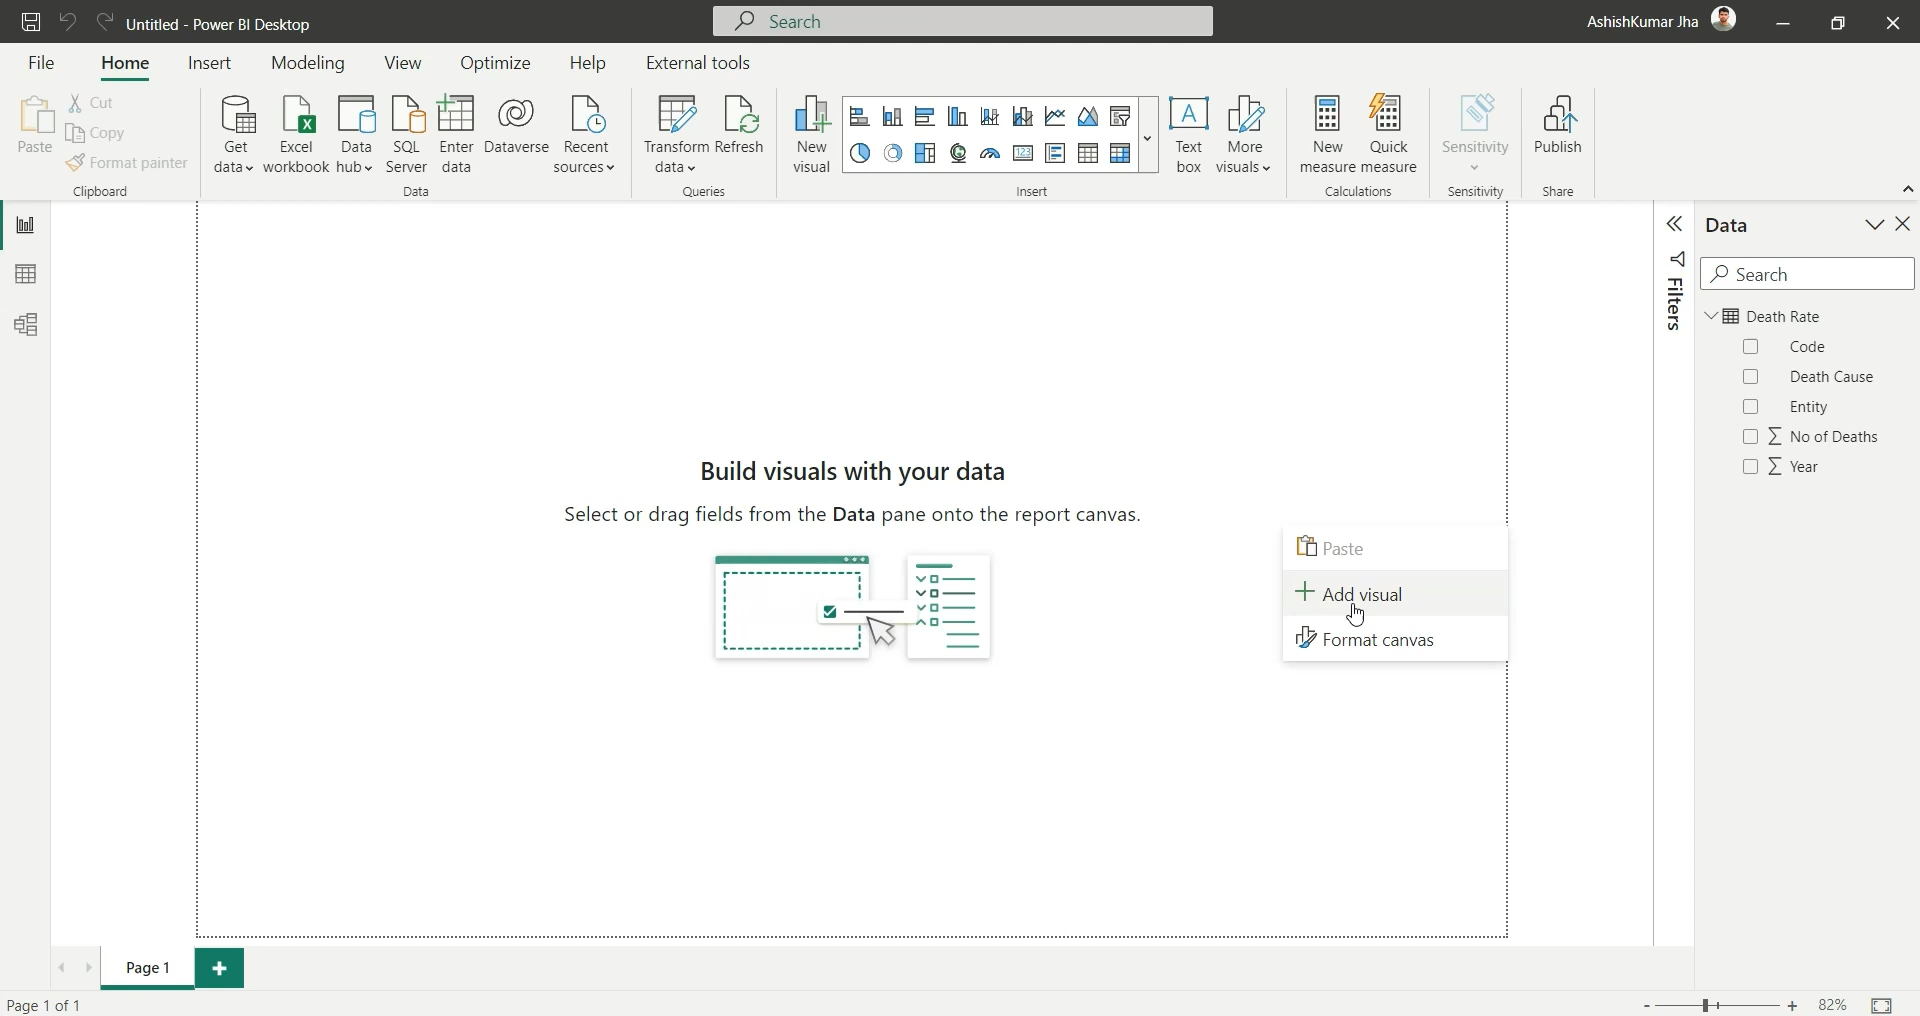 Untitled - Power BI Desktop
Search
AshishKumar Jha
File Home Insert Modeling View Optimize Help External tools
Paste
Cut
Copy
Format painter
Clipboard
Get data
Excel workbook
Data hub
SQL Server
Enter data
Dataverse
Recent sources
Data
Transform data
Refresh
Queries
New visual
A
123
Text box
More visuals
Insert
New measure
Quick measure
Calculations
Sensitivity
Sensitivity
Publish
Share
Build visuals with your data
Select or drag fields from the Data pane onto the report canvas.
Paste
Add visual
Format canvas
Filters
Data
Search
Death Rate
Code
Death Cause
Entity
∑ No of Deaths
∑ Year
Page 1
+
Page 1 of 1
- + 82%